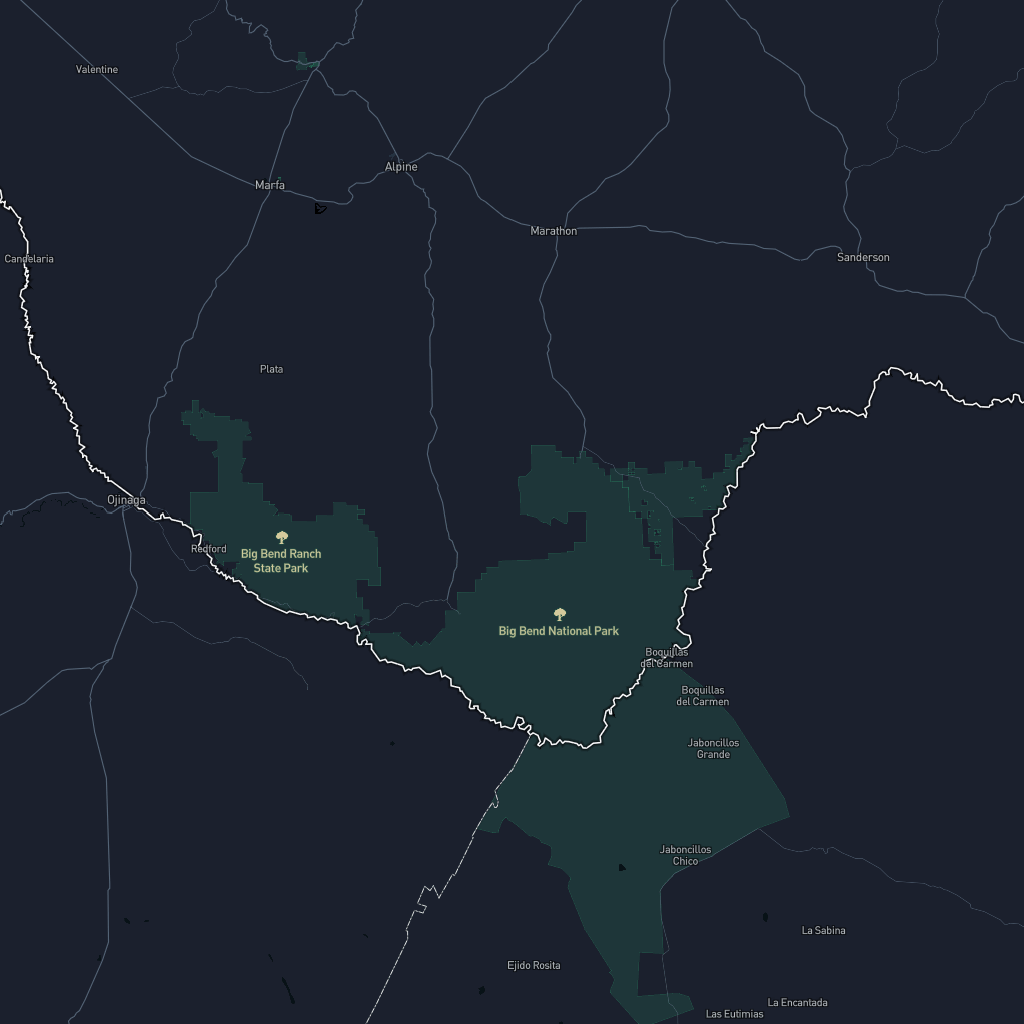 Valentine
Alpine
Marfa
Marathon
Candelaria
Sanderson
Plata
Ojinaga
Redford
Big Bend Ranch
State Park
Big Bend National Park
Boquillas
del Carmen
Boquillas
del Carmen
Jaboncillos
Grande
Jaboncillos
Chico
La Sabina
Ejido Rosita
La Encantada
Las Eutimias